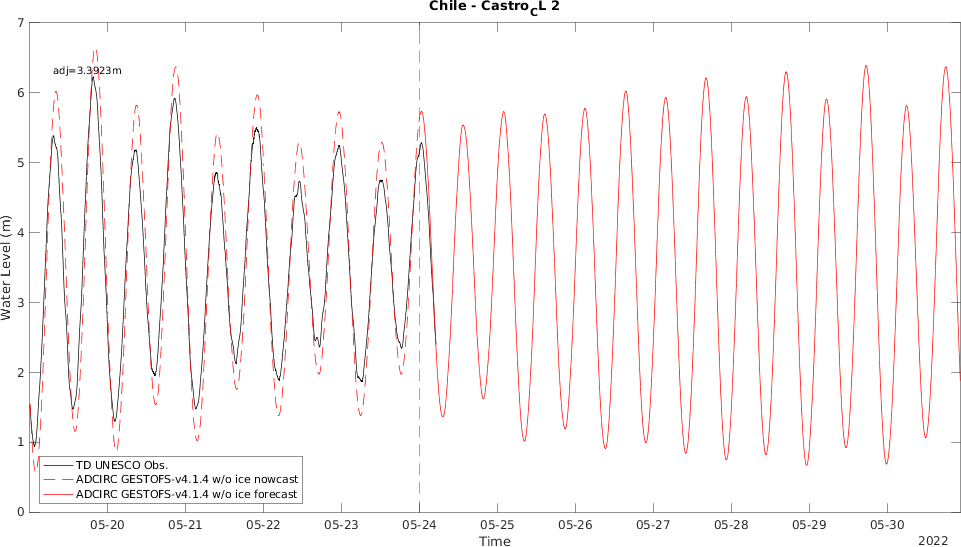 Chile - Castro_CL 2
7
adj=3.3923m
6
5
4
3
2
1
0
Water Level (m)
TD UNESCO Obs.
ADCIRC GESTOFS-v4.1.4 w/o ice nowcast
ADCIRC GESTOFS-v4.1.4 w/o ice forecast
05-20 05-21 05-22 05-23 05-24 05-25 05-26 05-27 05-28 05-29 05-30
Time
2022